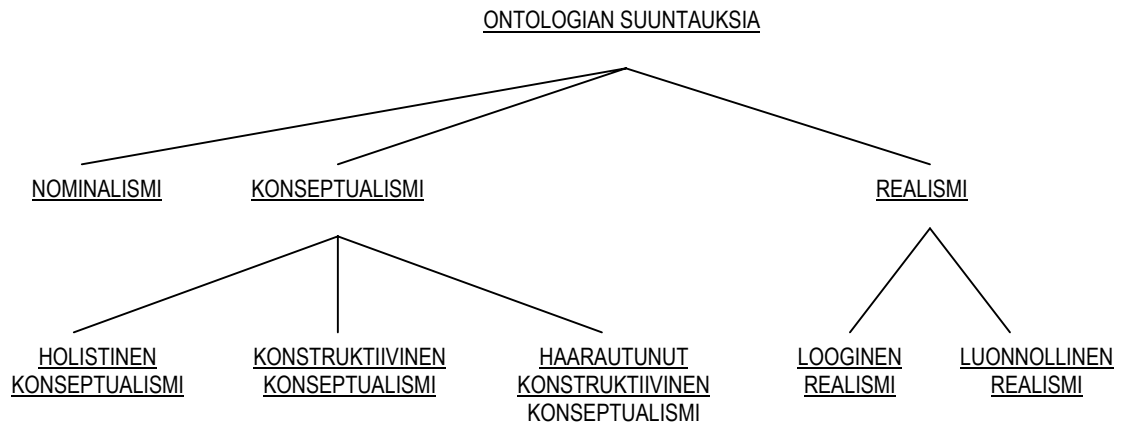 ONTOLOGIAN SUUNTAUKSIA
NOMINALISMI
KONSEPTUALISMI
REALISMI
HOLISTINEN
KONSEPTUALISMI
KONSTRUKTIIVINEN
KONSEPTUALISMI
HAARAUTUNUT
KONSTRUKTIIVINEN
KONSEPTUALISMI
LOOGINEN
REALISMI
LUONNOLLINEN
REALISMI